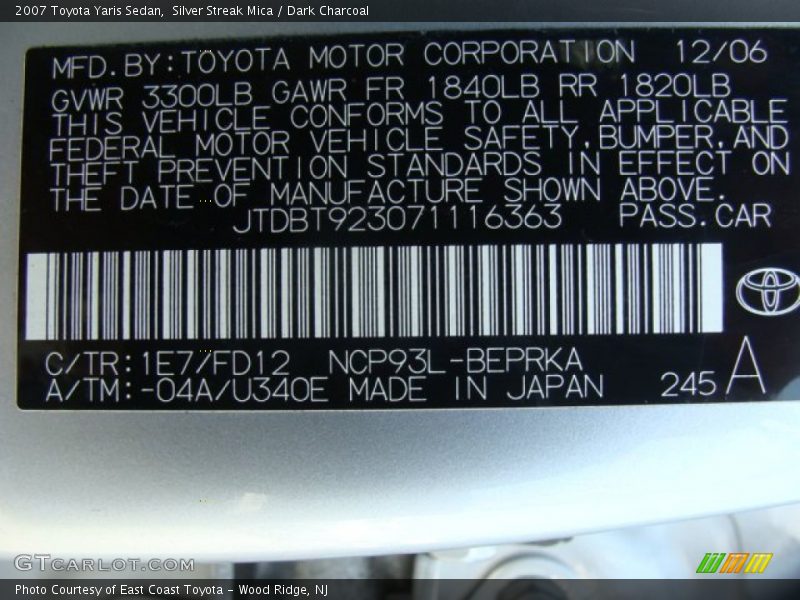 2007 Toyota Yaris Sedan,  Silver Streak Mica / Dark Charcoal
MFD.BY:TOYOTA MOTOR CORPORATION 12/06
GVWR 3300LB GAWR FR 1840LB RR 1820LB
THIS VEHICLE CONFORMS TO ALL APPLICABLE
FEDERAL MOTOR VEHICLE SAFETY,BUMPER,AND
THEFT PREVENTION STANDARDS IN EFFECT ON
THE DATE OF MANUFACTURE SHOWN ABOVE.
JTDBT923071116363 PASS.CAR
C/TR:1E7/FD12 NCP93L-BEPRKA
A/TM:-04A/U340E MADE IN JAPAN 245 A
GTCARLOT.COM
Photo Courtesy of East Coast Toyota - Wood Ridge, NJ